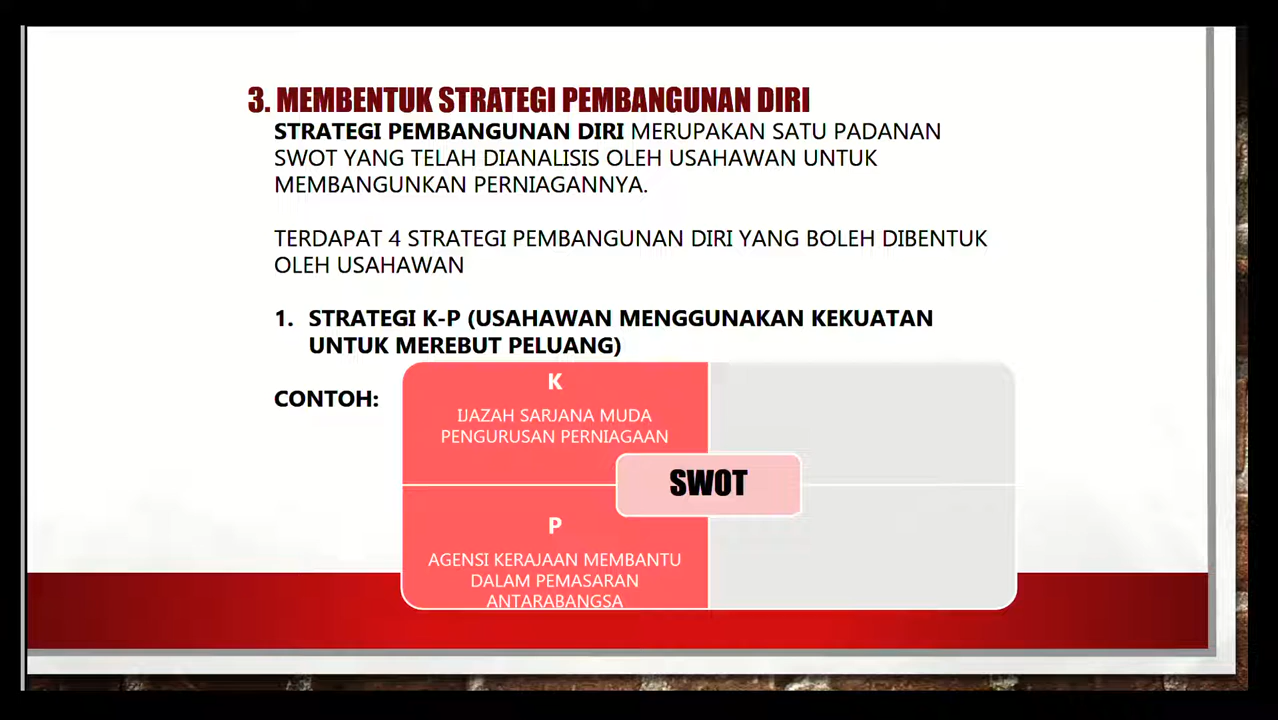 3. MEMBENTUK STRATEGI PEMBANGUNAN DIRI
STRATEGI PEMBANGUNAN DIRI MERUPAKAN SATU PADANAN
SWOT YANG TELAH DIANALISIS OLEH USAHAWAN UNTUK
MEMBANGUNKAN PERNIAGANNYA.
TERDAPAT 4 STRATEGI PEMBANGUNAN DIRI YANG BOLEH DIBENTUK
OLEH USAHAWAN
1. STRATEGI K-P (USAHAWAN MENGGUNAKAN KEKUATAN
UNTUK MEREBUT PELUANG)
CONTOH:
K
IJAZAH SARJANA MUDA
PENGURUSAN PERNIAGAAN
SWOT
P
AGENSI KERAJAAN MEMBANTU
DALAM PEMASARAN
ANTARABANGSA